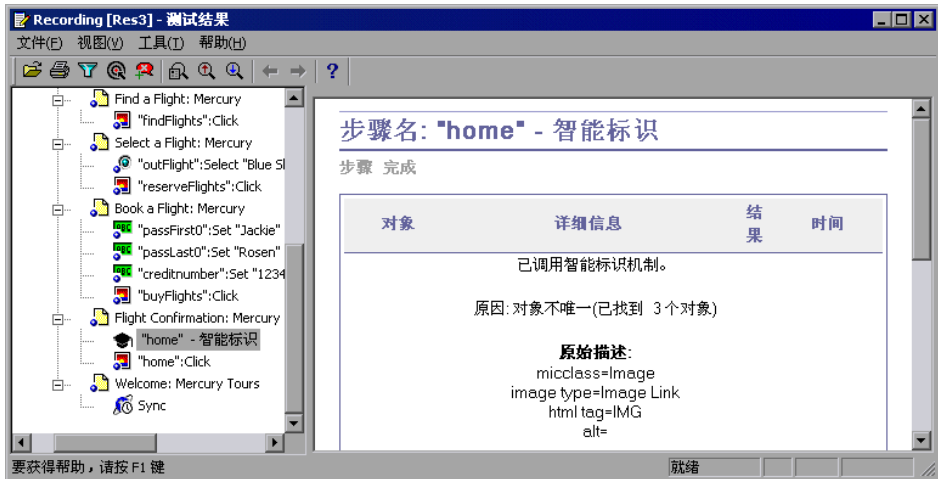 Recording [Res3] - 测试结果
文件(F) 视图(V) 工具(T) 帮助(H)
Find a Flight: Mercury
"findFlights":Click
Select a Flight: Mercury
"outFlight":Select "Blue Sl
"reserveFlights":Click
Book a Flight: Mercury
"passFirst0":Set "Jackie"
"passLast0":Set "Rosen"
"creditnumber":Set "1234
"buyFlights":Click
Flight Confirmation: Mercury
"home" - 智能标识
"home":Click
Welcome: Mercury Tours
Sync
步骤名: "home" - 智能标识
步骤 完成
对象 详细信息 结果 时间
已调用智能标识机制。
原因: 对象不唯一(已找到 3 个对象)
原始描述:
micclass=Image
image type=Image Link
html tag=IMG
alt=
要获得帮助，请按 F1 键
就绪